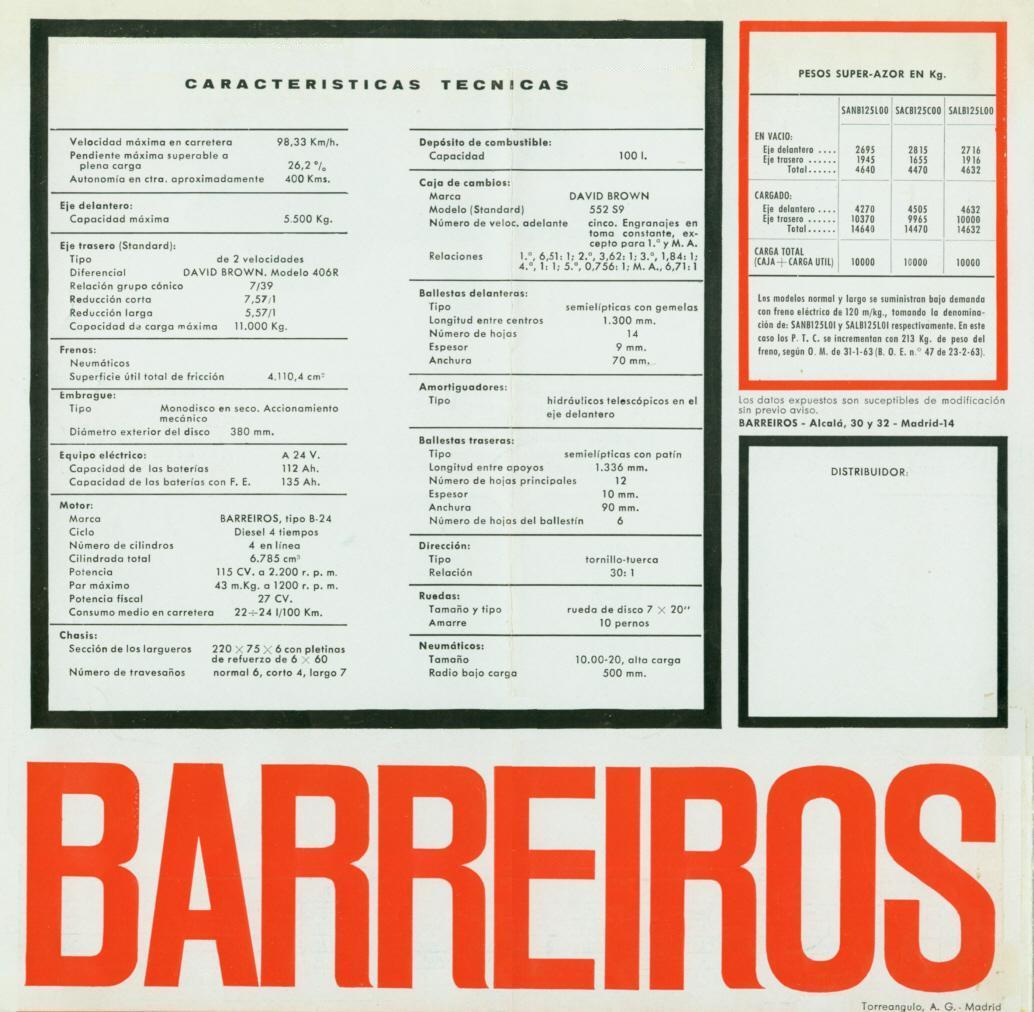 CARACTERISTICAS TECNICAS
Velocidad máxima en carretera 98,33 Km/h.
Pendiente máxima superable a
plena carga 26,2 %
Autonomía en ctra. aproximadamente 400 Kms.
Eje delantero:
Capacidad máxima 5.500 Kg.
Eje trasero (Standard):
Tipo de 2 velocidades
Diferencial DAVID BROWN. Modelo 406R
Relación grupo cónico 7/39
Reducción corta 7,57/1
Reducción larga 5,57/1
Capacidad de carga máxima 11.000 Kg.
Frenos:
Neumáticos
Superficie útil total de fricción 4.110,4 cm²
Embrague:
Tipo Monodisco en seco. Accionamiento
mecánico
Diámetro exterior del disco 380 mm.
Equipo eléctrico: A 24 V.
Capacidad de las baterías 112 Ah.
Capacidad de las baterías con F. E. 135 Ah.
Motor:
Marca BARREIROS, tipo B-24
Ciclo Diesel 4 tiempos
Número de cilindros 4 en línea
Cilindrada total 6.785 cm³
Potencia 115 CV. a 2.200 r. p. m.
Par máximo 43 m.Kg. a 1200 r. p. m.
Potencia fiscal 27 CV.
Consumo medio en carretera 22÷24 l/100 Km.
Chasis:
Sección de los largueros 220 × 75 × 6 con pletinas
de refuerzo de 6 × 60
Número de travesaños normal 6, corto 4, largo 7
Depósito de combustible:
Capacidad 100 l.
Caja de cambios:
Marca DAVID BROWN
Modelo (Standard) 552 S9
Número de veloc. adelante cinco. Engranajes en
toma constante, ex-
cepto para 1.º y M. A.
Relaciones 1.º, 6,51: 1; 2.º, 3,62: 1; 3.º, 1,84: 1;
4.º, 1: 1; 5.º, 0,756: 1; M. A., 6,71: 1
Ballestas delanteras:
Tipo semielípticas con gemelas
Longitud entre centros 1.300 mm.
Número de hojas 14
Espesor 9 mm.
Anchura 70 mm.
Amortiguadores:
Tipo hidráulicos telescópicos en el
eje delantero
Ballestas traseras:
Tipo semielípticas con patín
Longitud entre apoyos 1.336 mm.
Número de hojas principales 12
Espesor 10 mm.
Anchura 90 mm.
Número de hojas del ballestín 6
Dirección:
Tipo tornillo-tuerca
Relación 30: 1
Ruedas:
Tamaño y tipo rueda de disco 7 × 20"
Amarre 10 pernos
Neumáticos:
Tamaño 10.00-20, alta carga
Radio bajo carga 500 mm.
PESOS SUPER-AZOR EN Kg.
SANB125L00 SACB125C00 SALB125L00
EN VACIO:
Eje delantero .... 2695 2815 2716
Eje trasero ...... 1945 1655 1916
Total...... 4640 4470 4632
CARGADO:
Eje delantero .... 4270 4505 4632
Eje trasero ...... 10370 9965 10000
Total...... 14640 14470 14632
CARGA TOTAL
(CAJA + CARGA UTIL) 10000 10000 10000
Los modelos normal y largo se suministran bajo demanda
con freno eléctrico de 120 m/kg., tomando la denomina-
ción de: SANB125L01 y SALB125L01 respectivamente. En este
caso los P. T. C. se incrementan con 213 Kg. de peso del
freno, según O. M. de 31-1-63 (B. O. E. n.º 47 de 23-2-63).
Los datos expuestos son suceptibles de modificación
sin previo aviso.
BARREIROS - Alcalá, 30 y 32 - Madrid-14
DISTRIBUIDOR:
BARREIROS
Torreangulo, A. G. - Madrid